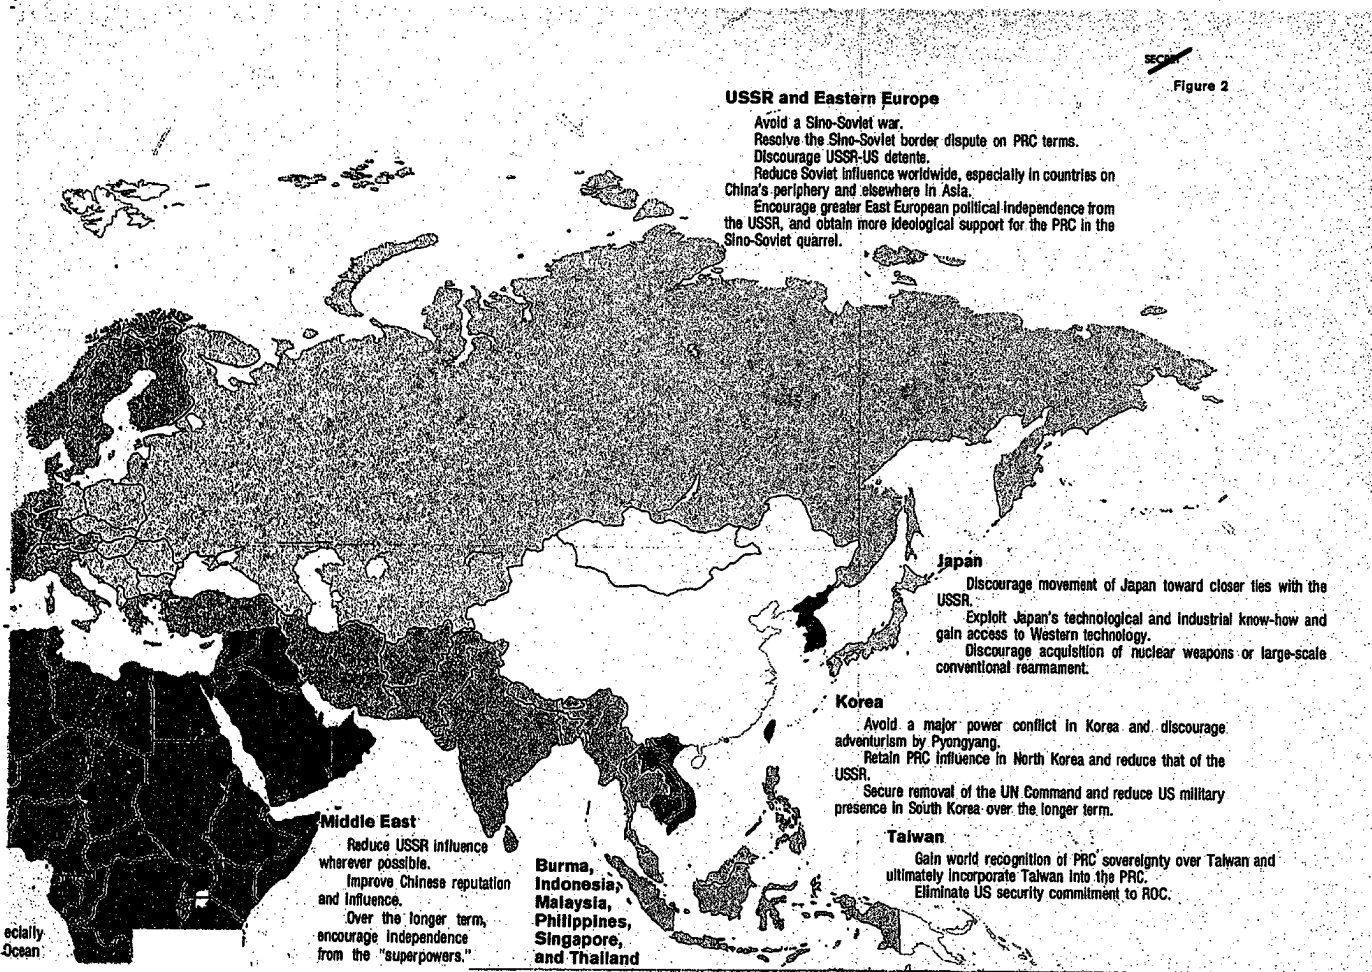 SECRET
Figure 2
USSR and Eastern Europe
Avoid a Sino-Soviet war.
Resolve the Sino-Soviet border dispute on PRC terms.
Discourage USSR-US detente.
Reduce Soviet influence worldwide, especially in countries on
China's periphery and elsewhere in Asia.
Encourage greater East European political independence from
the USSR, and obtain more ideological support for the PRC in the
Sino-Soviet quarrel.
Japan
Discourage movement of Japan toward closer ties with the
USSR.
Exploit Japan's technological and industrial know-how and
gain access to Western technology.
Discourage acquisition of nuclear weapons or large-scale
conventional rearmament.
Korea
Avoid a major power conflict in Korea and discourage
adventurism by Pyongyang.
Retain PRC influence in North Korea and reduce that of the
USSR.
Secure removal of the UN Command and reduce US military
presence in South Korea over the longer term.
Taiwan
Gain world recognition of PRC sovereignty over Taiwan and
ultimately incorporate Taiwan into the PRC.
Eliminate US security commitment to ROC.
Middle East
Reduce USSR influence
wherever possible.
Improve Chinese reputation
and influence.
Over the longer term,
encourage independence
from the "superpowers."
Burma,
Indonesia,
Malaysia,
Philippines,
Singapore,
and Thailand
ecially
Ocean